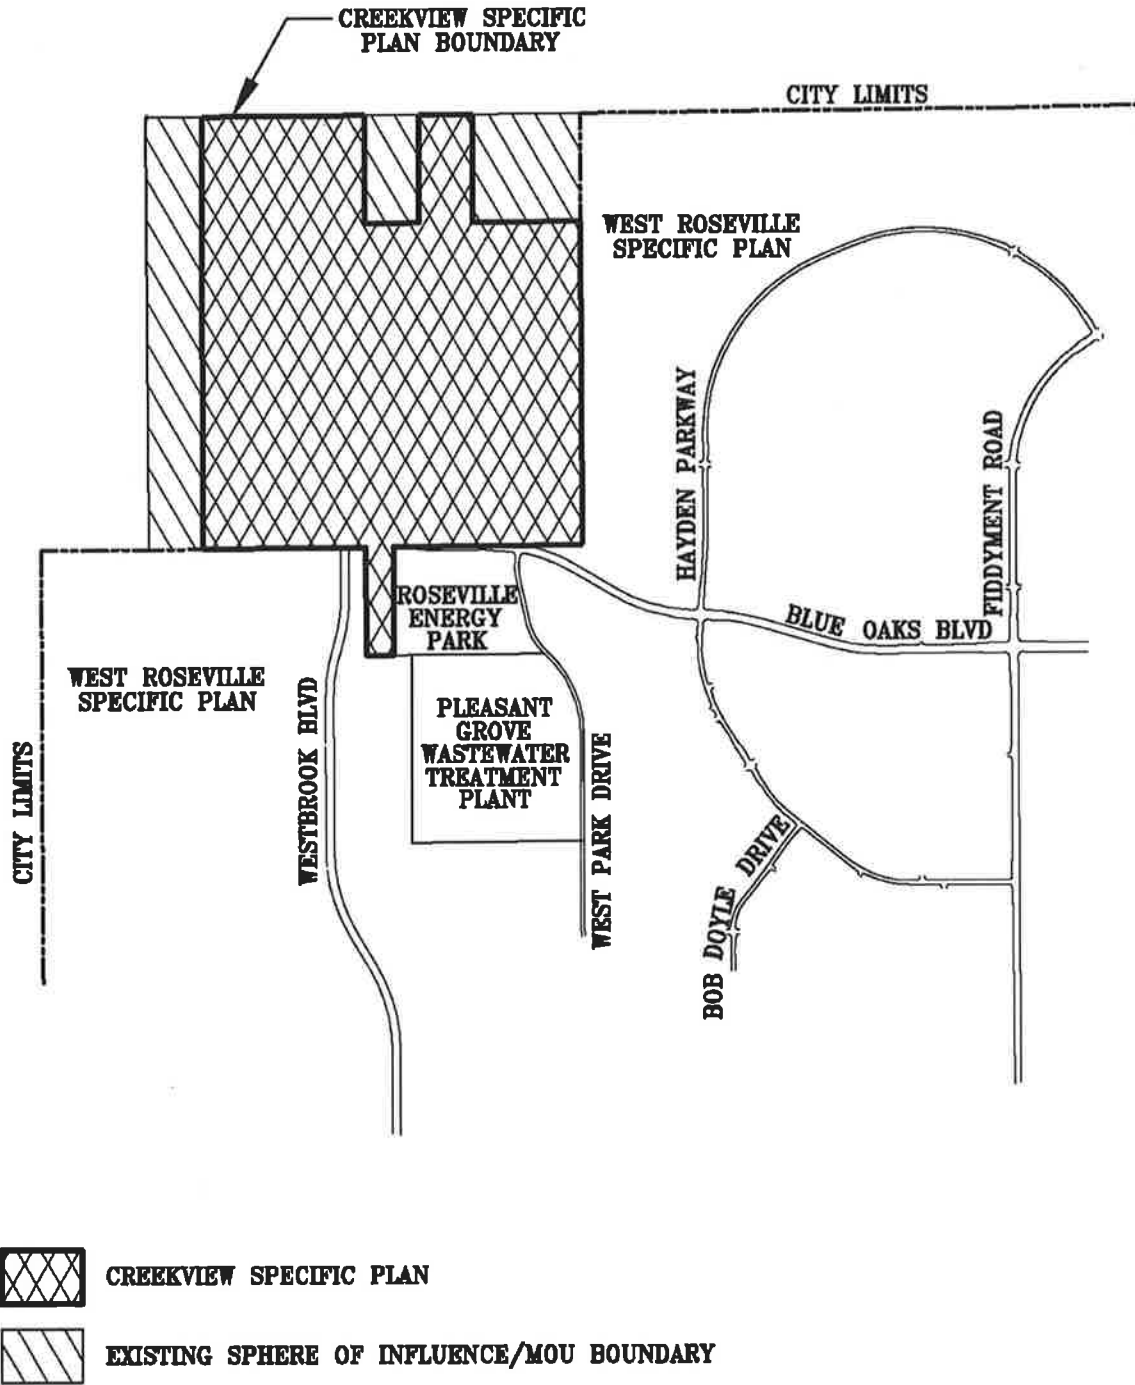 CREEKVIEW SPECIFIC
PLAN BOUNDARY
CITY LIMITS
WEST ROSEVILLE
SPECIFIC PLAN
HAYDEN PARKWAY
FIDDYMENT ROAD
ROSEVILLE
ENERGY
PARK
BLUE OAKS BLVD
WEST ROSEVILLE
SPECIFIC PLAN
CITY LIMITS
WESTBROOK BLVD
PLEASANT
GROVE
WASTEWATER
TREATMENT
PLANT
WEST PARK DRIVE
BOB DOYLE DRIVE
CREEKVIEW SPECIFIC PLAN
EXISTING SPHERE OF INFLUENCE/MOU BOUNDARY